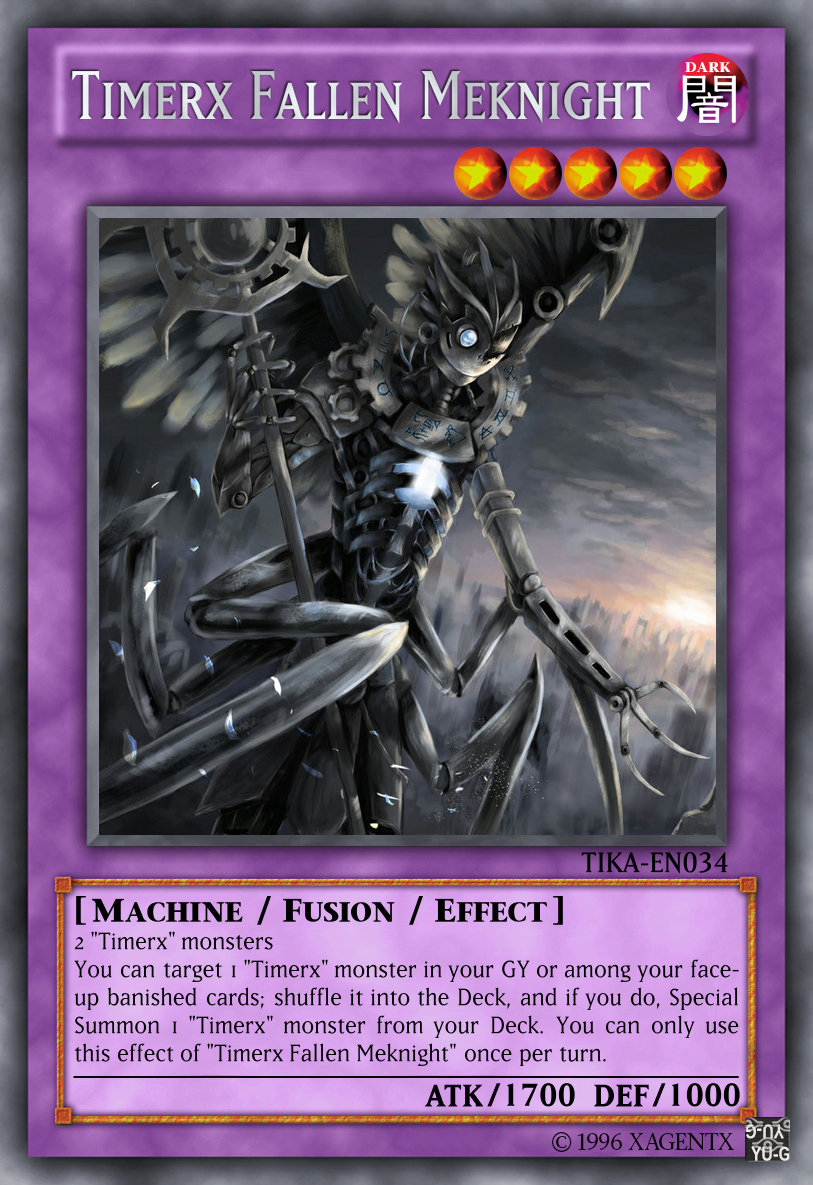 Timerx Fallen Meknight
DARK
闇
TIKA-EN034
[ Machine / Fusion / Effect ]
2 "Timerx" monsters
You can target 1 "Timerx" monster in your GY or among your face-
up banished cards; shuffle it into the Deck, and if you do, Special
Summon 1 "Timerx" monster from your Deck. You can only use
this effect of "Timerx Fallen Meknight" once per turn.
ATK/1700 DEF/1000
© 1996 XAGENTX
YU-G
YU-G